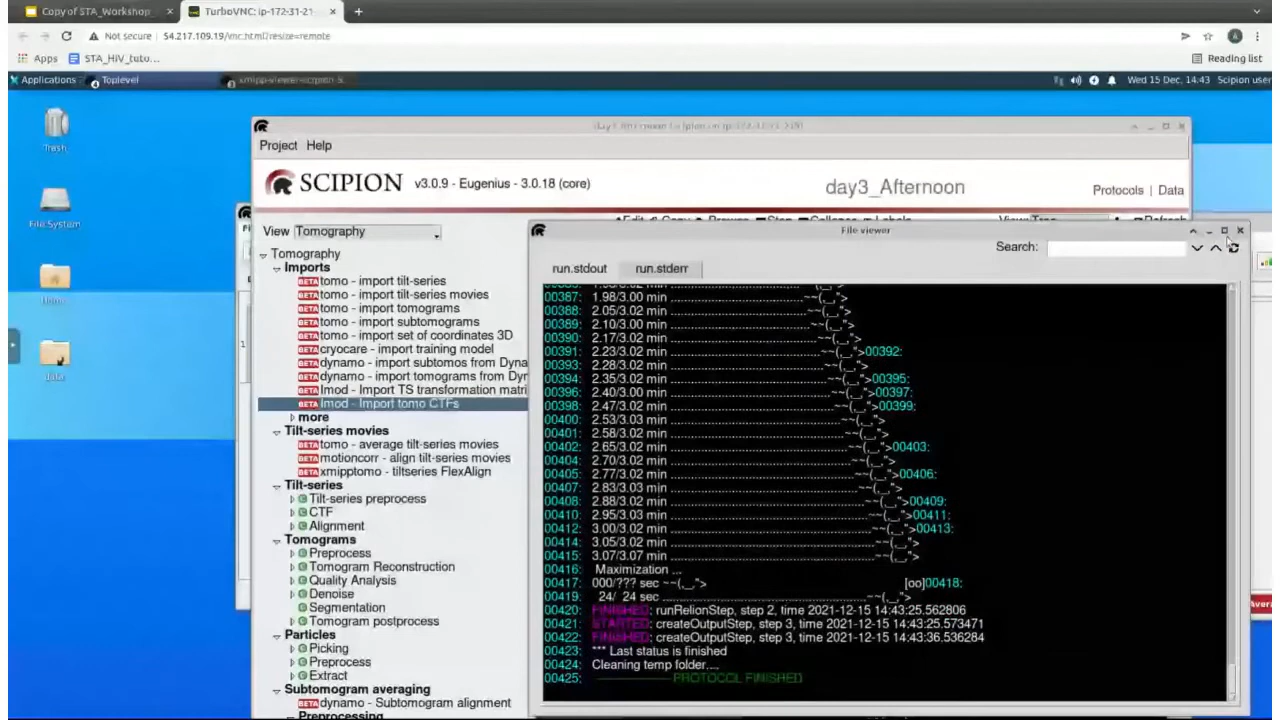 Copy of STA_Workshop
TurboVNC: ip-172-31-21
Not secure 54.217.109.19/vnc.html?resize=remote
Apps STA_HIV_tuto... Reading list
Applications Toplevel Wed 15 Dec, 14:43 Scipion user
Trash
File System
Home
data
Project Help
SCIPION v3.0.9 - Eugenius - 3.0.18 (core) day3_Afternoon Protocols | Data
View Tomography
Tomography
Imports
BETA tomo - import tilt-series
BETA tomo - import tilt-series movies
BETA tomo - import tomograms
BETA tomo - import subtomograms
BETA tomo - import set of coordinates 3D
BETA cryocare - import training model
BETA dynamo - import subtomos from Dyna
BETA dynamo - import tomograms from Dyn
BETA Imod - Import TS transformation matri
BETA Imod - Import tomo CTFs
more
Tilt-series movies
BETA tomo - average tilt-series movies
BETA motioncorr - align tilt-series movies
BETA xmipptomo - tiltseries FlexAlign
Tilt-series
Tilt-series preprocess
CTF
Alignment
Tomograms
Preprocess
Tomogram Reconstruction
Quality Analysis
Denoise
Segmentation
Tomogram postprocess
Particles
Picking
Preprocess
Extract
Subtomogram averaging
BETA dynamo - Subtomogram alignment
Preprocessing
File viewer
Search:
run.stdout run.stderr
00387: 1.98/3.00 min ~~(,_,">
00388: 2.05/3.02 min ~~(,_,">
00389: 2.10/3.00 min ~~(,_,">
00390: 2.17/3.02 min ~~(,_,">
00391: 2.23/3.02 min ~~(,_,">00392:
00393: 2.28/3.02 min ~~(,_,">
00394: 2.35/3.02 min ~~(,_,">00395:
00396: 2.40/3.00 min ~~(,_,">00397:
00398: 2.47/3.02 min ~~(,_,">00399:
00400: 2.53/3.03 min ~~(,_,">
00401: 2.58/3.02 min ~~(,_,">
00402: 2.65/3.02 min ~~(,_,">00403:
00404: 2.70/3.02 min ~~(,_,">
00405: 2.77/3.02 min ~~(,_,">00406:
00407: 2.83/3.03 min ~~(,_,">
00408: 2.88/3.02 min ~~(,_,">00409:
00410: 2.95/3.03 min ~~(,_,">00411:
00412: 3.00/3.02 min ~~(,_,">00413:
00414: 3.05/3.02 min ~~(,_,">
00415: 3.07/3.07 min ~~(,_,">
00416: Maximization ...
00417: 000/??? sec ~~(,_,"> [oo]00418:
00419: 24/ 24 sec ~~(,_,">
00420: FINISHED: runRelionStep, step 2, time 2021-12-15 14:43:25.562806
00421: STARTED: createOutputStep, step 3, time 2021-12-15 14:43:25.573471
00422: FINISHED: createOutputStep, step 3, time 2021-12-15 14:43:36.536284
00423: *** Last status is finished
00424: Cleaning temp folder....
00425: ------------------- PROTOCOL FINISHED